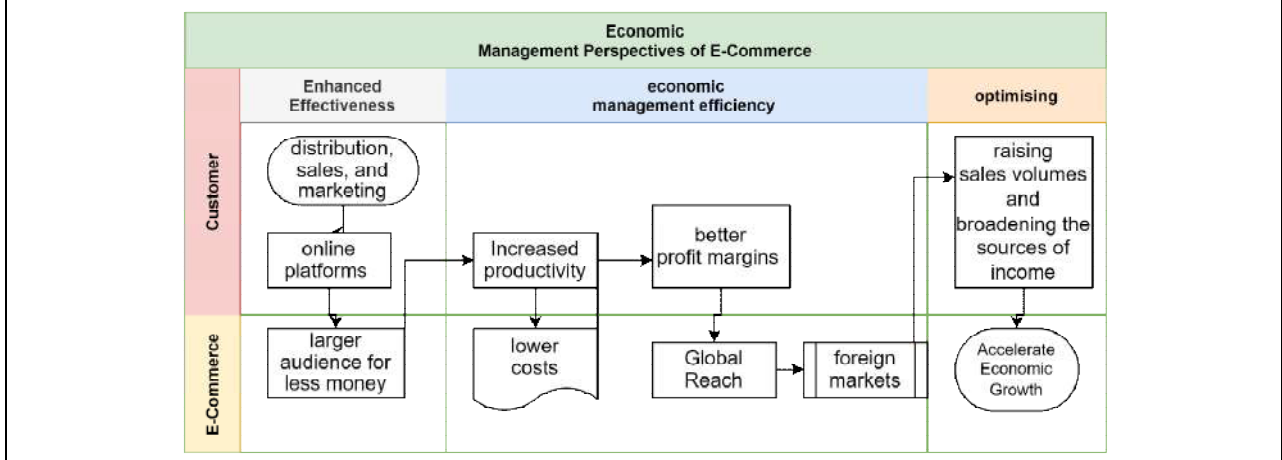 Economic
Management Perspectives of E-Commerce
Enhanced
Effectiveness
economic
management efficiency
optimising
Customer
distribution,
sales, and
marketing
online
platforms
Increased
productivity
better
profit margins
raising
sales volumes
and
broadening the
sources of
income
E-Commerce
larger
audience for
less money
lower
costs
Global
Reach
foreign
markets
Accelerate
Economic
Growth